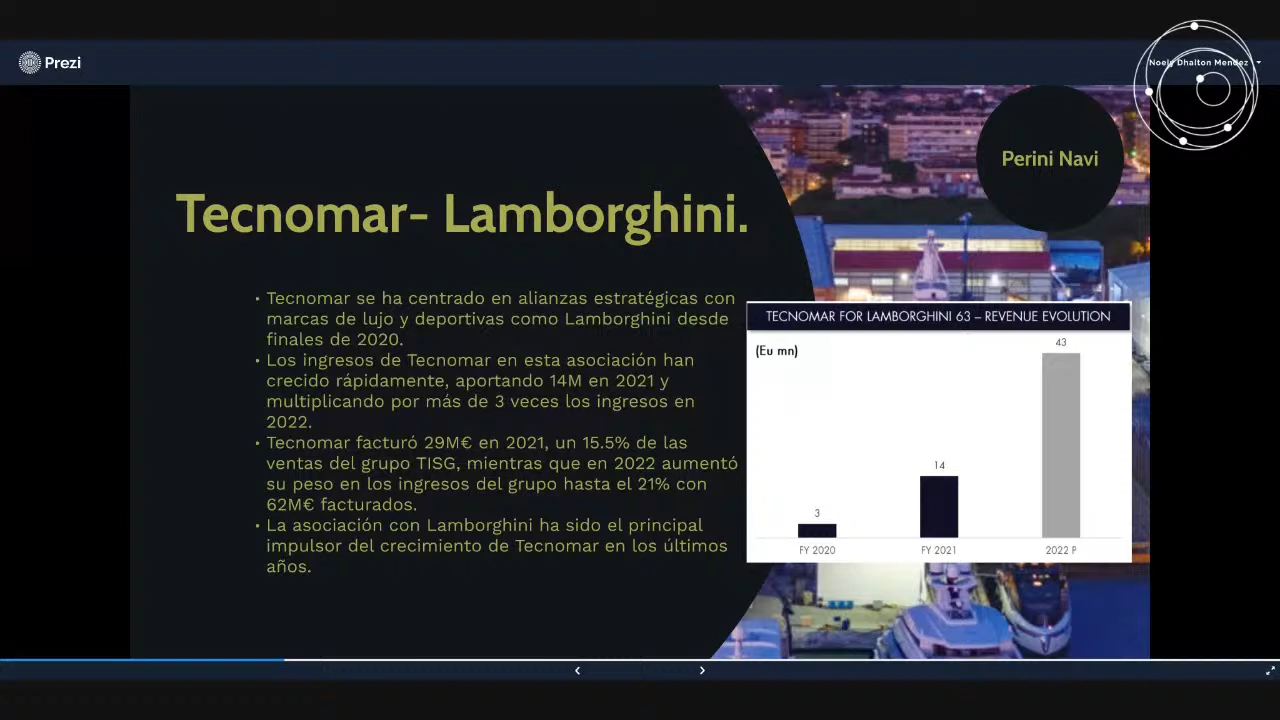 Prezi
Noely Dhalton Mendez
Perini Navi
Tecnomar- Lamborghini.
• Tecnomar se ha centrado en alianzas estratégicas con
marcas de lujo y deportivas como Lamborghini desde
finales de 2020.
• Los ingresos de Tecnomar en esta asociación han
crecido rápidamente, aportando 14M en 2021 y
multiplicando por más de 3 veces los ingresos en
2022.
• Tecnomar facturó 29M€ en 2021, un 15.5% de las
ventas del grupo TISG, mientras que en 2022 aumentó
su peso en los ingresos del grupo hasta el 21% con
62M€ facturados.
• La asociación con Lamborghini ha sido el principal
impulsor del crecimiento de Tecnomar en los últimos
años.
TECNOMAR FOR LAMBORGHINI 63 – REVENUE EVOLUTION
(Eu mn)
43
14
3
FY 2020
FY 2021
2022 P